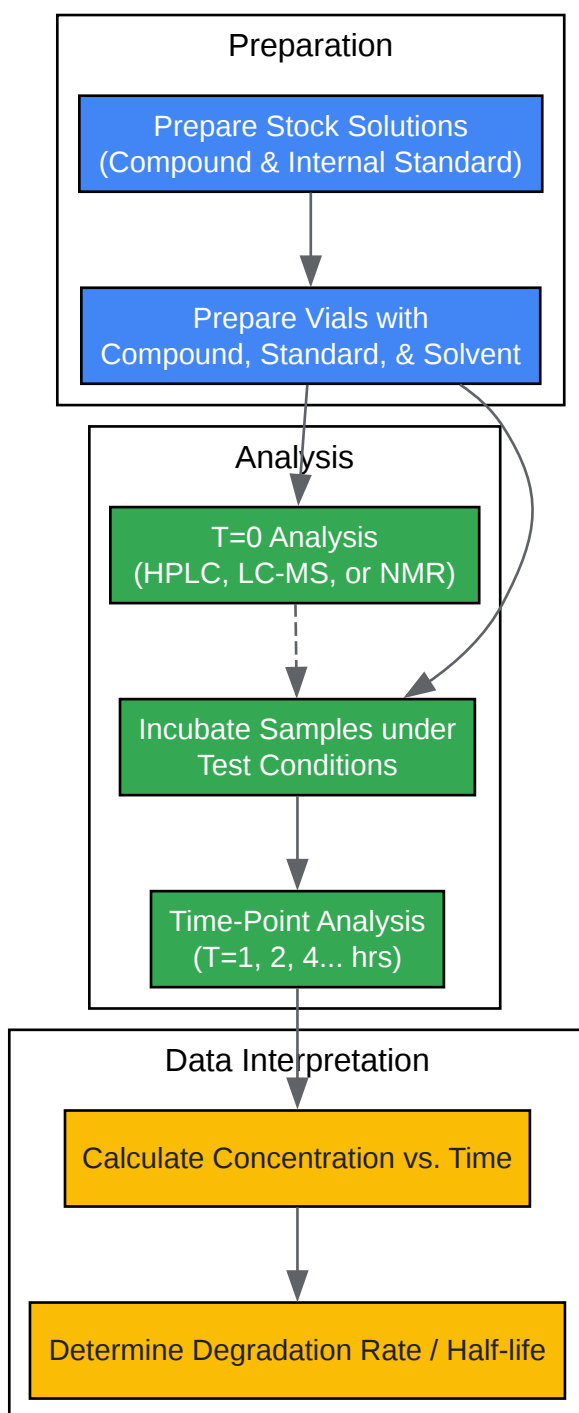 Preparation
Prepare Stock Solutions
(Compound & Internal Standard)
Prepare Vials with
Compound, Standard, & Solvent
Analysis
T=0 Analysis
(HPLC, LC-MS, or NMR)
Incubate Samples under
Test Conditions
Time-Point Analysis
(T=1, 2, 4... hrs)
Data Interpretation
Calculate Concentration vs. Time
Determine Degradation Rate / Half-life